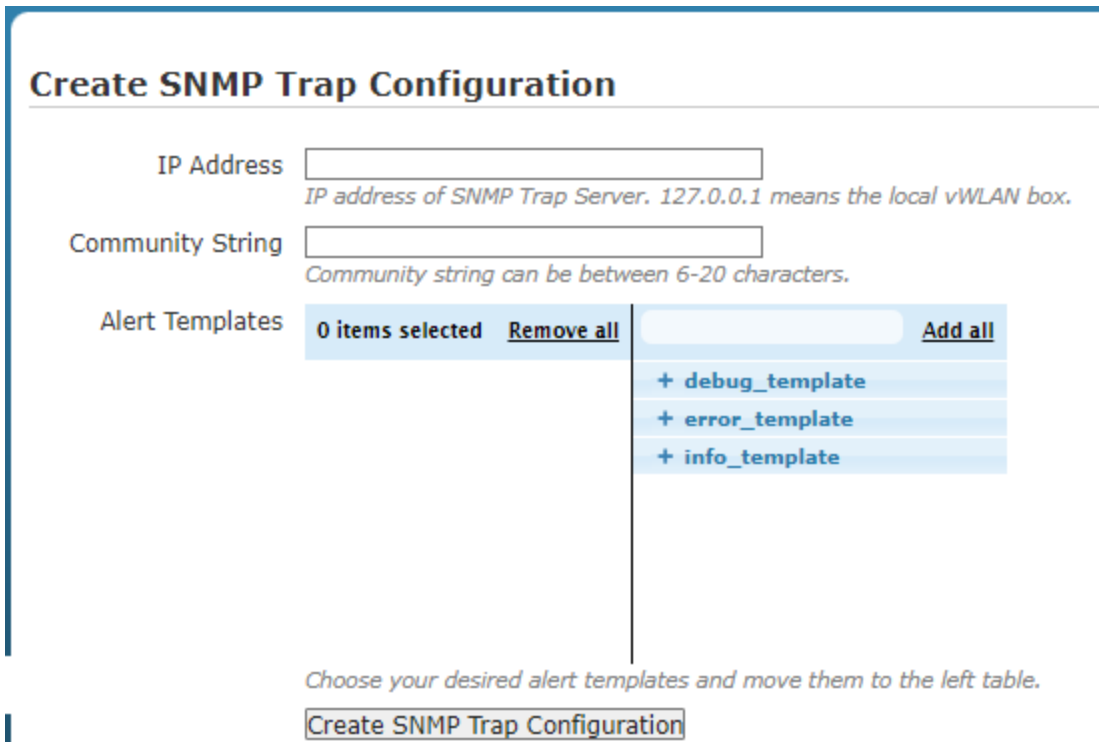 Create SNMP Trap Configuration
IP Address
IP address of SNMP Trap Server. 127.0.0.1 means the local vWLAN box.
Community String
Community string can be between 6-20 characters.
Alert Templates
0 items selected Remove all Add all
+ debug_template
+ error_template
+ info_template
Choose your desired alert templates and move them to the left table.
Create SNMP Trap Configuration